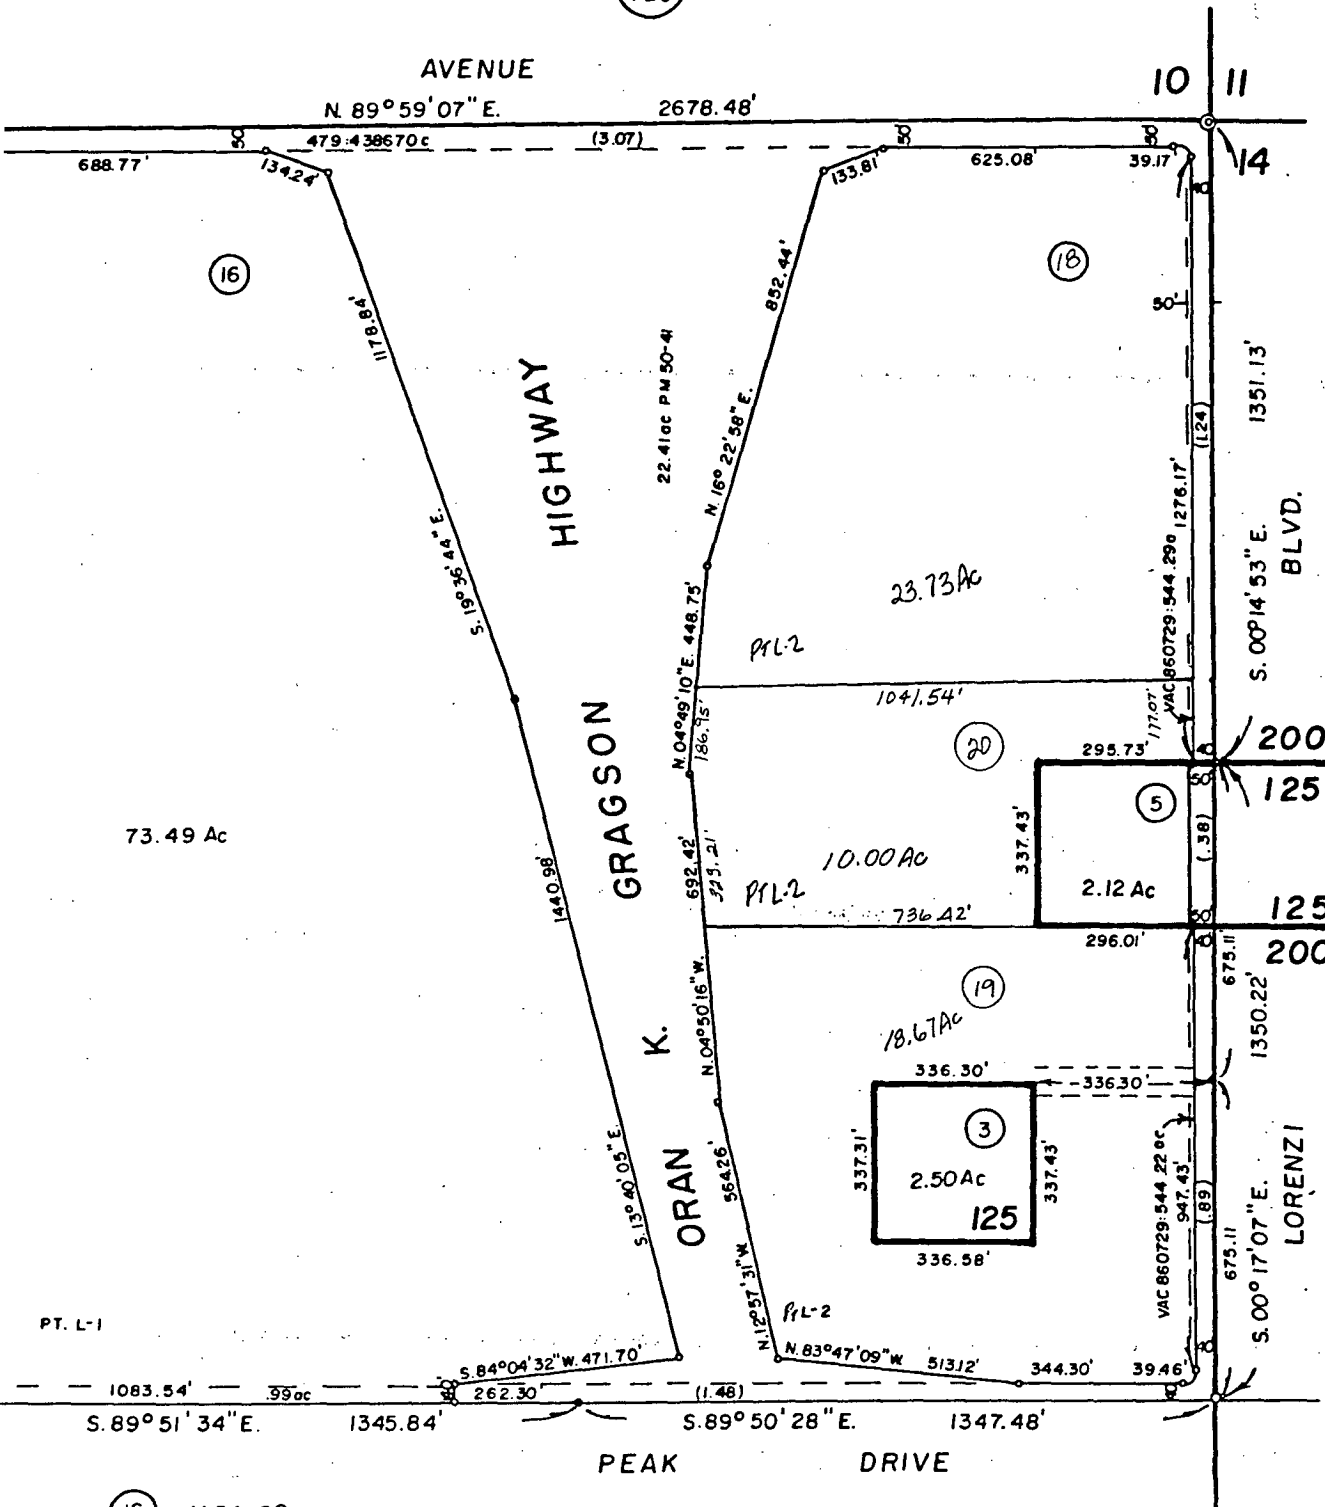 AVENUE
10 11
N. 89°59'07"E. 2678.48'
14
50 479:438670c (3.07) 50 50
688.77' 134.24' 133.81' 625.08' 39.17'
40
16
18
50'
1178.84'
S. 19°36'44"E.
852.44'
N. 16°22'58"E.
22.41ac PM 50-41
1351.13'
(1.24)
S. 00°14'53"E.
BLVD.
1276.17'
VAC 860729:544 .29a
177.07'
23.73 Ac
PTL-2
N. 04°49'10"E. 448.75'
186.95'
1041.54'
20
295.73'
40
200
50'
125
5
(.38)
337.43'
2.12 Ac
73.49 Ac
1440.98'
S. 13°40'05"E.
692.42'
N. 04°50'16"W.
10.00 Ac
PTL-2
736.42'
50'
125
296.01'
40
200
675.11'
1350.22'
19
18.67 Ac
336.30'
336.30'
3
2.50 Ac
125
337.31'
337.43'
336.58'
VAC 860729:544 .22ac
947.43'
(.89)
675.11
S. 00°17'07"E.
LORENZI
564.26'
N. 12°57'31"W.
ORAN K. GRAGSON HIGHWAY
PT. L-1
PTL-2
40
S. 84°04'32"W. 471.70'
N. 83°47'09"W. 513.12' 344.30' 39.46'
1083.54' .99ac 262.30' (1.48)
S. 89°51'34"E. 1345.84' S. 89°50'28"E. 1347.48'
PEAK DRIVE